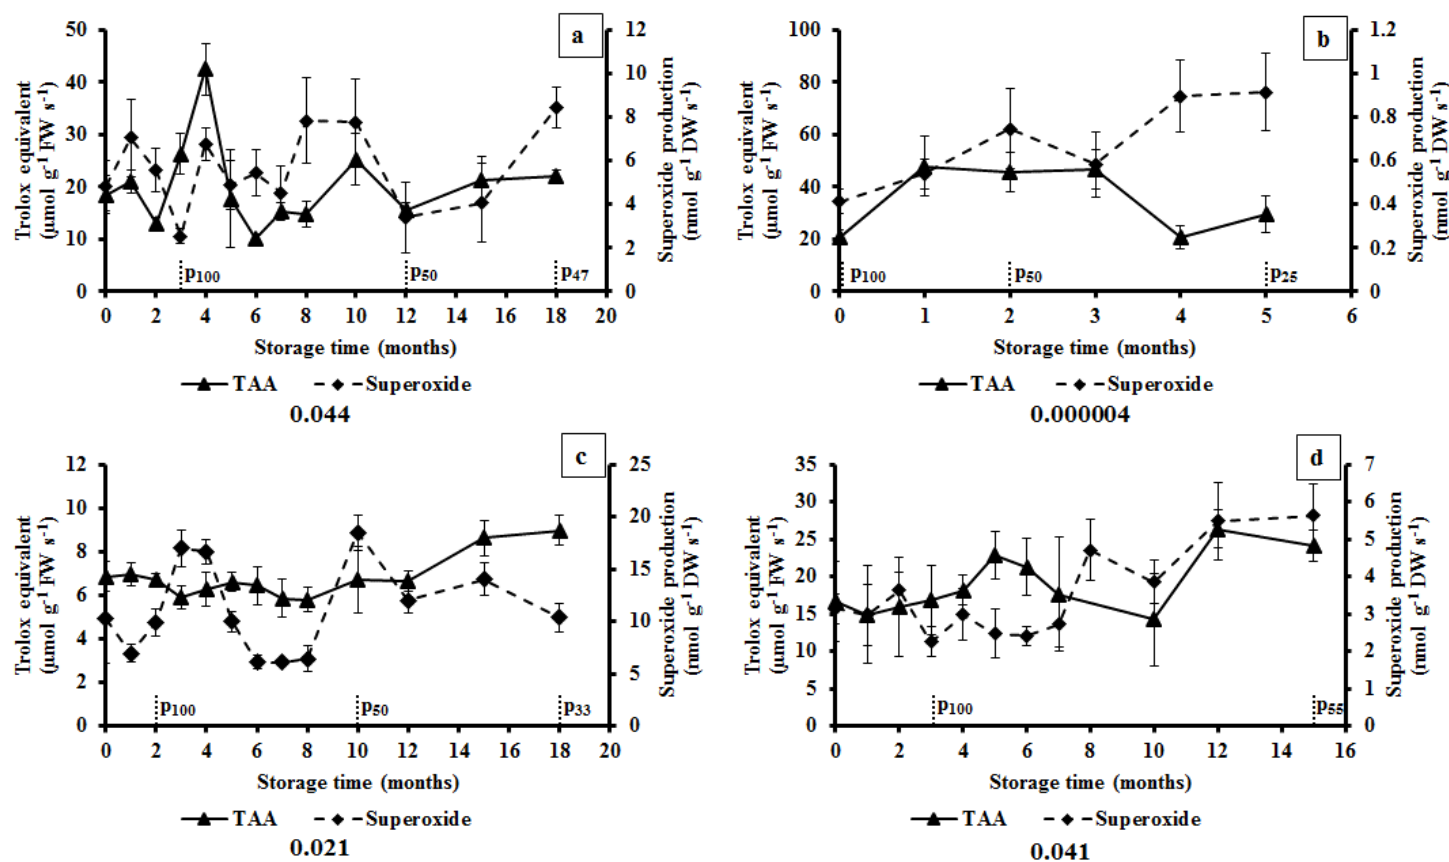 a
50
40
30
20
10
0
12
10
8
6
4
2
0
Trolox equivalent
(µmol g⁻¹ FW s⁻¹)
Superoxide production
(nmol g⁻¹ DW s⁻¹)
p₁₀₀
p₅₀
p₄₇
0 2 4 6 8 10 12 14 16 18 20
Storage time (months)
TAA
Superoxide
0.044
b
100
80
60
40
20
0
1.2
1
0.8
0.6
0.4
0.2
0
Trolox equivalent
(µmol g⁻¹ FW s⁻¹)
Superoxide production
(nmol g⁻¹ DW s⁻¹)
p₁₀₀
p₅₀
p₂₅
0 1 2 3 4 5 6
Storage time (months)
TAA
Superoxide
0.000004
c
12
10
8
6
4
2
0
25
20
15
10
5
0
Trolox equivalent
(µmol g⁻¹ FW s⁻¹)
Superoxide production
(nmol g⁻¹ DW s⁻¹)
p₁₀₀
p₅₀
p₃₃
0 2 4 6 8 10 12 14 16 18 20
Storage time (months)
TAA
Superoxide
0.021
d
35
30
25
20
15
10
5
0
7
6
5
4
3
2
1
0
Trolox equivalent
(µmol g⁻¹ FW s⁻¹)
Superoxide production
(nmol g⁻¹ DW s⁻¹)
p₁₀₀
p₅₅
0 2 4 6 8 10 12 14 16
Storage time (months)
TAA
Superoxide
0.041